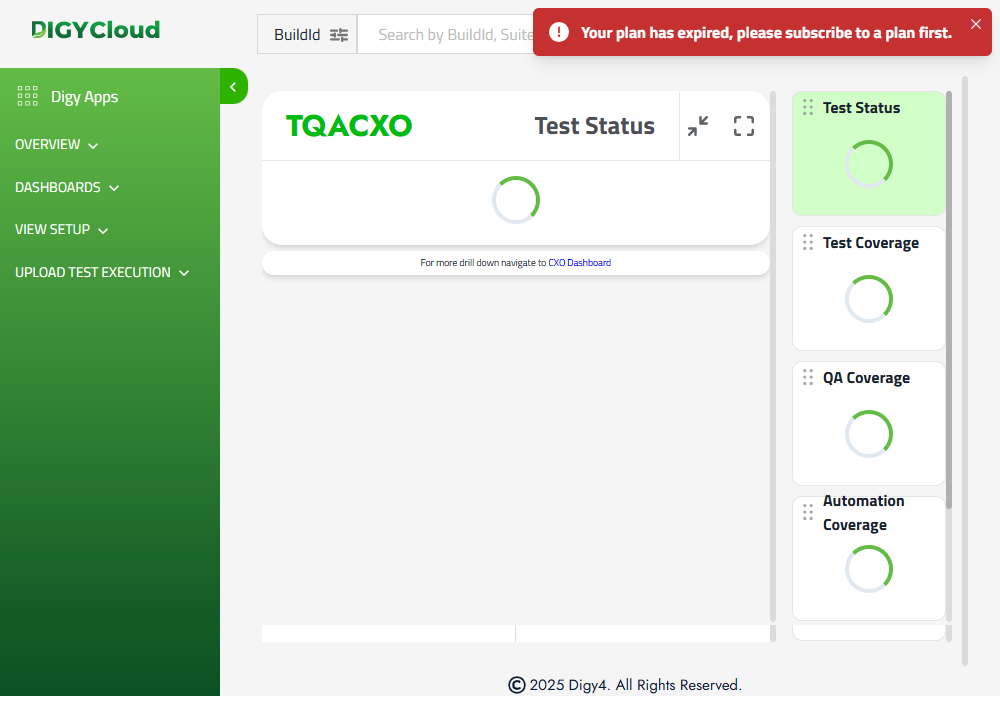 DIGYCloud
BuildId
Search by BuildId, Suite
Your plan has expired, please subscribe to a plan first.
Digy Apps
OVERVIEW
DASHBOARDS
VIEW SETUP
UPLOAD TEST EXECUTION
TQACXO
Test Status
For more drill down navigate to CXO Dashboard
Test Status
Test Coverage
QA Coverage
Automation
Coverage
© 2025 Digy4. All Rights Reserved.